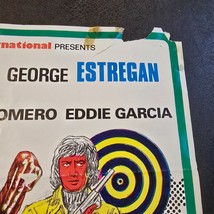 rnational PRESENTS
GEORGE ESTREGAN
OMERO EDDIE GARCIA